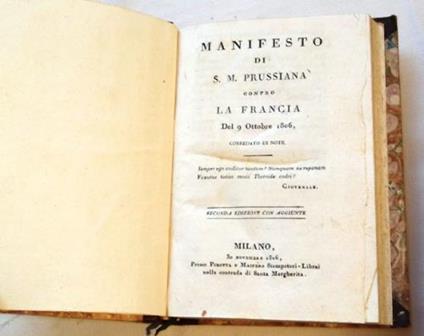 MANIFESTO
DI
S. M. PRUSSIANA
CONTRO
LA FRANCIA
Del 9 Ottobre 1806,
CORREDATO DI NOTE.
Semper ego auditor tantum? Nunquamne reponam
Vexatus toties rauci Theseide codri?
GIOVENALE.
SECONDA EDIZIONE CON AGGIUNTE
MILANO,
30 NOVEMBRE 1806,
Presso PIROTTA e MASPERO Stampatori-Librai
nella contrada di Santa Margherita.